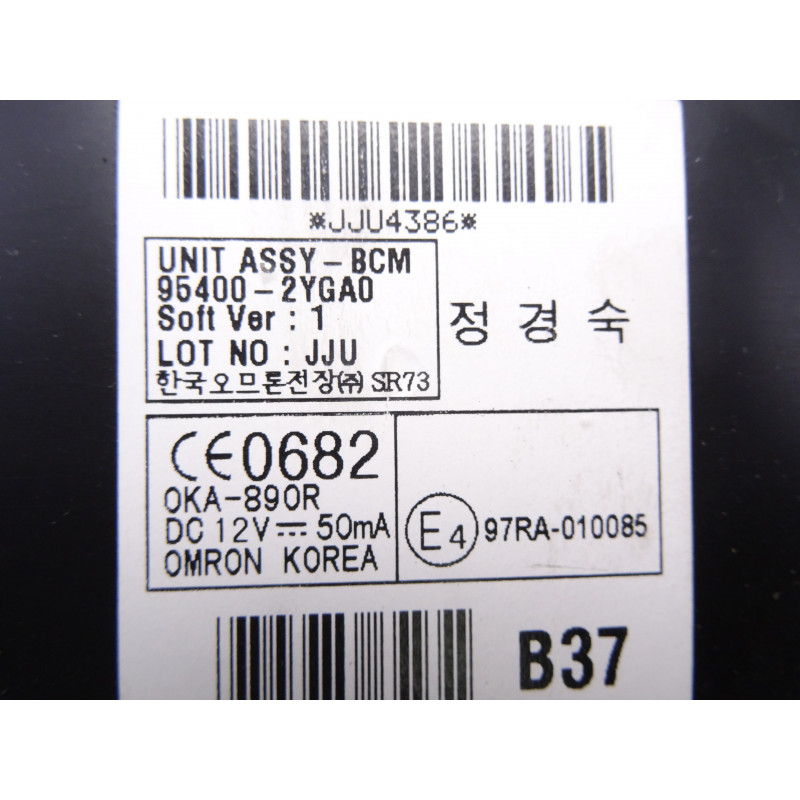 *JJU4386*
UNIT ASSY-BCM
95400-2YGA0
Soft Ver : 1
LOT NO : JJU
한국오므론전장㈜ SR73
정 경 숙
CE0682
OKA-890R
DC 12V⎓50mA
OMRON KOREA
E4 97RA-010085
B37